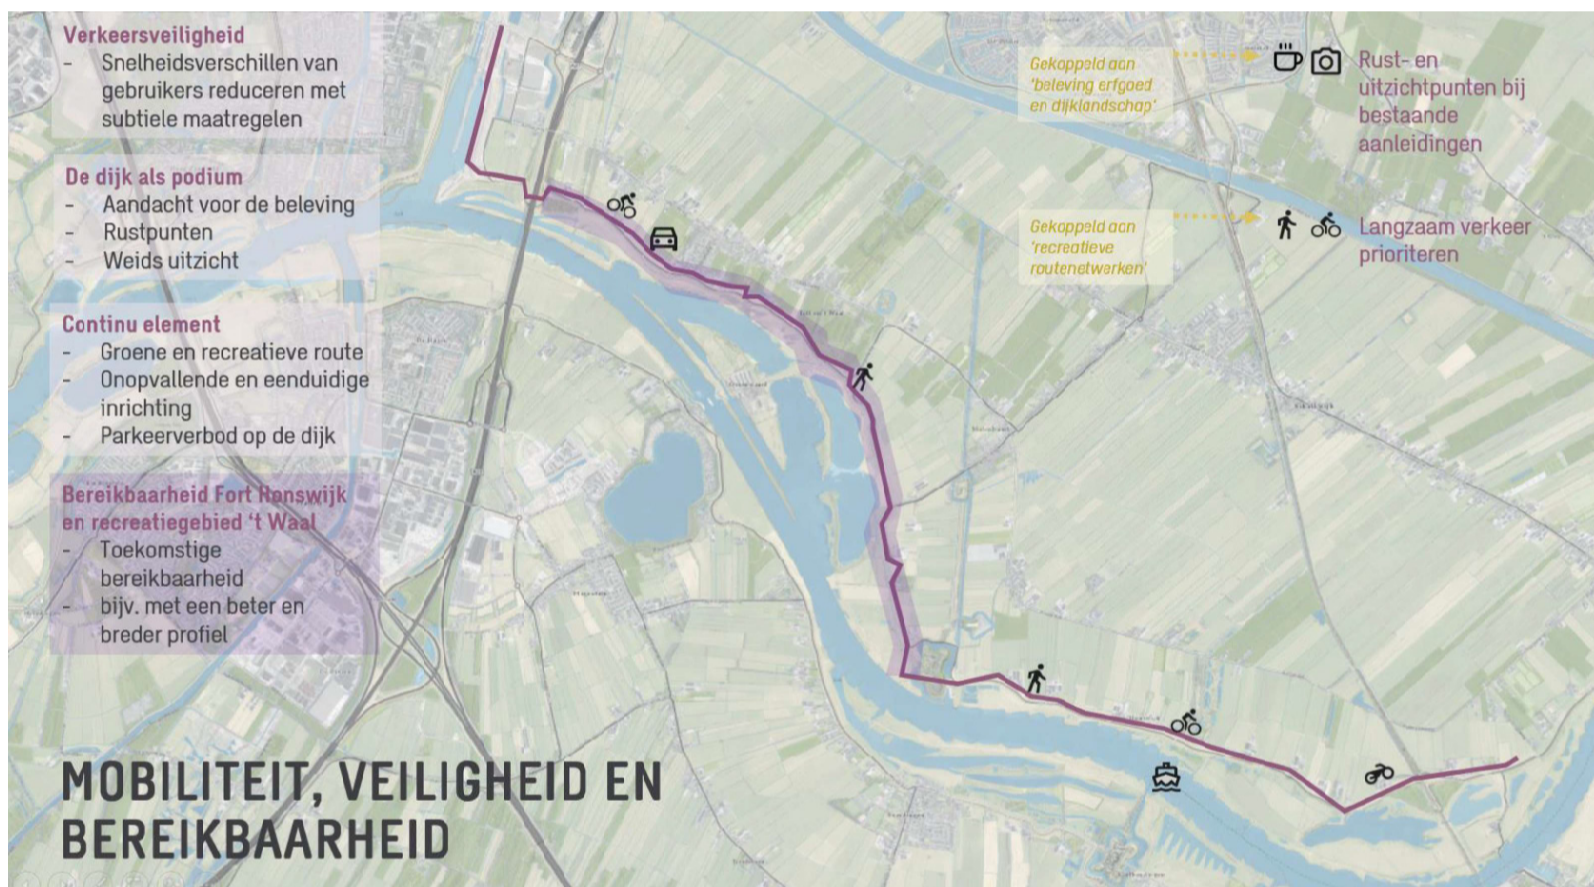 Verkeersveiligheid
- Snelheidsverschillen van
gebruikers reduceren met
subtiele maatregelen
De dijk als podium
- Aandacht voor de beleving
- Rustpunten
- Weids uitzicht
Continu element
- Groene en recreatieve route
- Onopvallende en eenduidige
inrichting
- Parkeerverbod op de dijk
Bereikbaarheid Fort Honswijk
en recreatiegebied ‘t Waal
- Toekomstige
bereikbaarheid
- bijv. met een beter en
breder profiel
Gekoppeld aan
‘beleving erfgoed
en dijklandschap’
Rust- en
uitzichtpunten bij
bestaande
aanleidingen
Gekoppeld aan
‘recreatieve
routenetwerken’
Langzaam verkeer
prioriteren
MOBILITEIT, VEILIGHEID EN
BEREIKBAARHEID